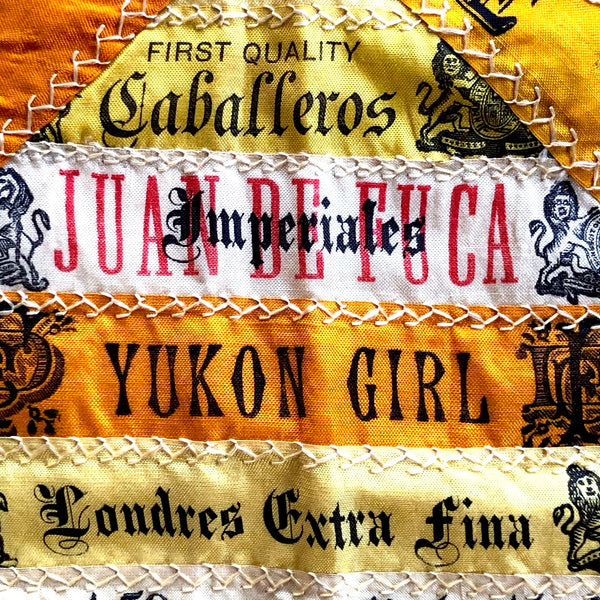 FIRST QUALITY
Caballeros
JUAN DE FUCA
Imperiales
YUKON GIRL
Londres Extra Fina